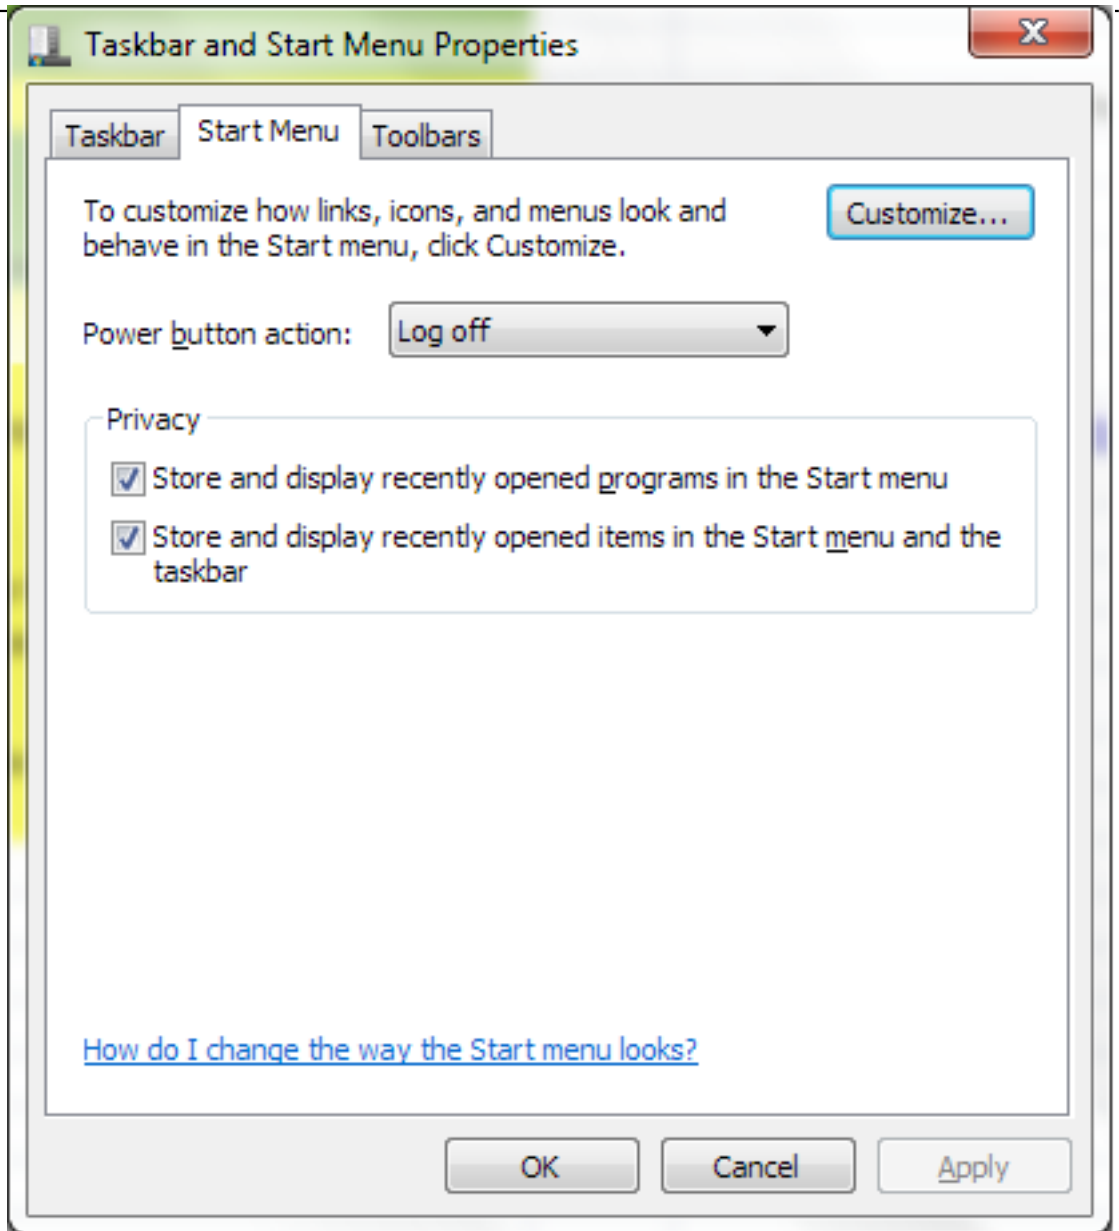 Taskbar and Start Menu Properties
Taskbar
Start Menu
Toolbars
To customize how links, icons, and menus look and
behave in the Start menu, click Customize.
Customize...
Power button action:
Log off
Privacy
Store and display recently opened programs in the Start menu
Store and display recently opened items in the Start menu and the
taskbar
How do I change the way the Start menu looks?
OK
Cancel
Apply